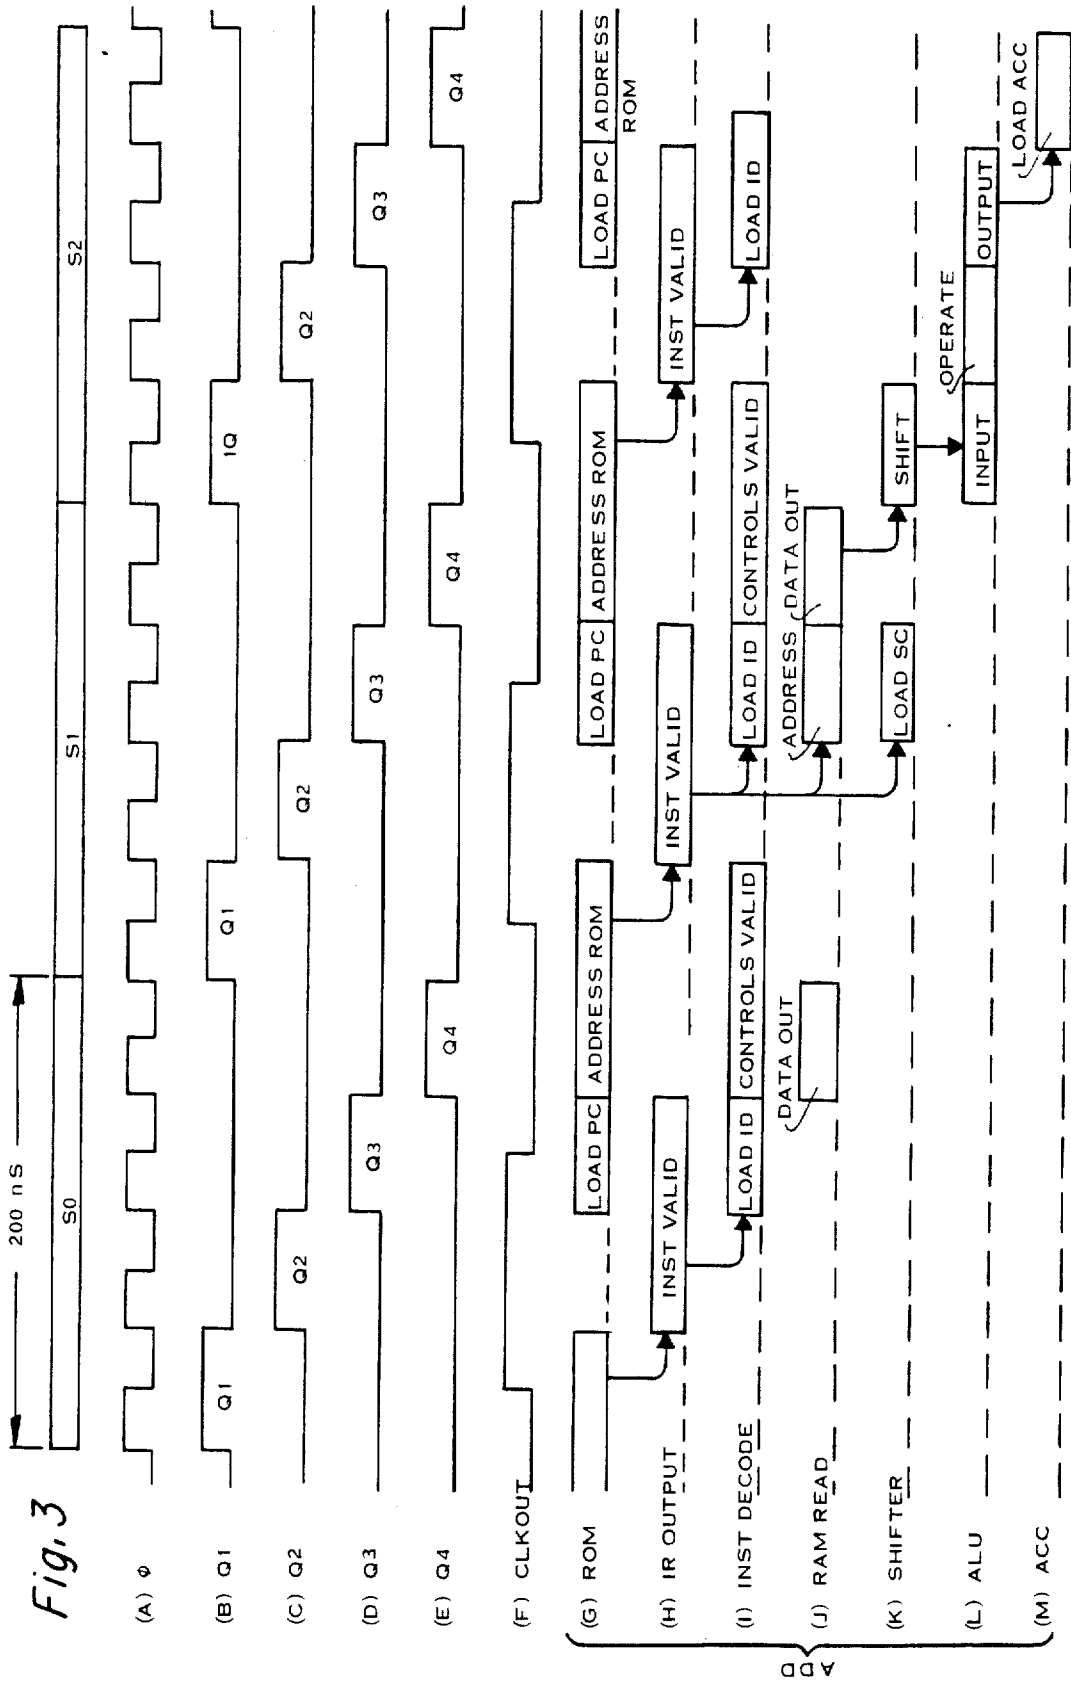 Fig. 3
200 nS
S0 S1 S2
(A) Φ
(B) Q1 Q1 Q1 1Q
(C) Q2 Q2 Q2 Q2
(D) Q3 Q3 Q3 Q3
(E) Q4 Q4 Q4 Q4
(F) CLKOUT
(G) ROM LOAD PC ADDRESS ROM LOAD PC ADDRESS ROM LOAD PC ADDRESS
ROM
(H) IR OUTPUT INST VALID INST VALID INST VALID
(I) INST DECODE LOAD ID CONTROLS VALID LOAD ID CONTROLS VALID LOAD ID
DATA OUT ADDRESS DATA OUT
(J) RAM READ
(K) SHIFTER LOAD SC SHIFT
OPERATE
(L) ALU INPUT OUTPUT
LOAD ACC
(M) ACC
ADD